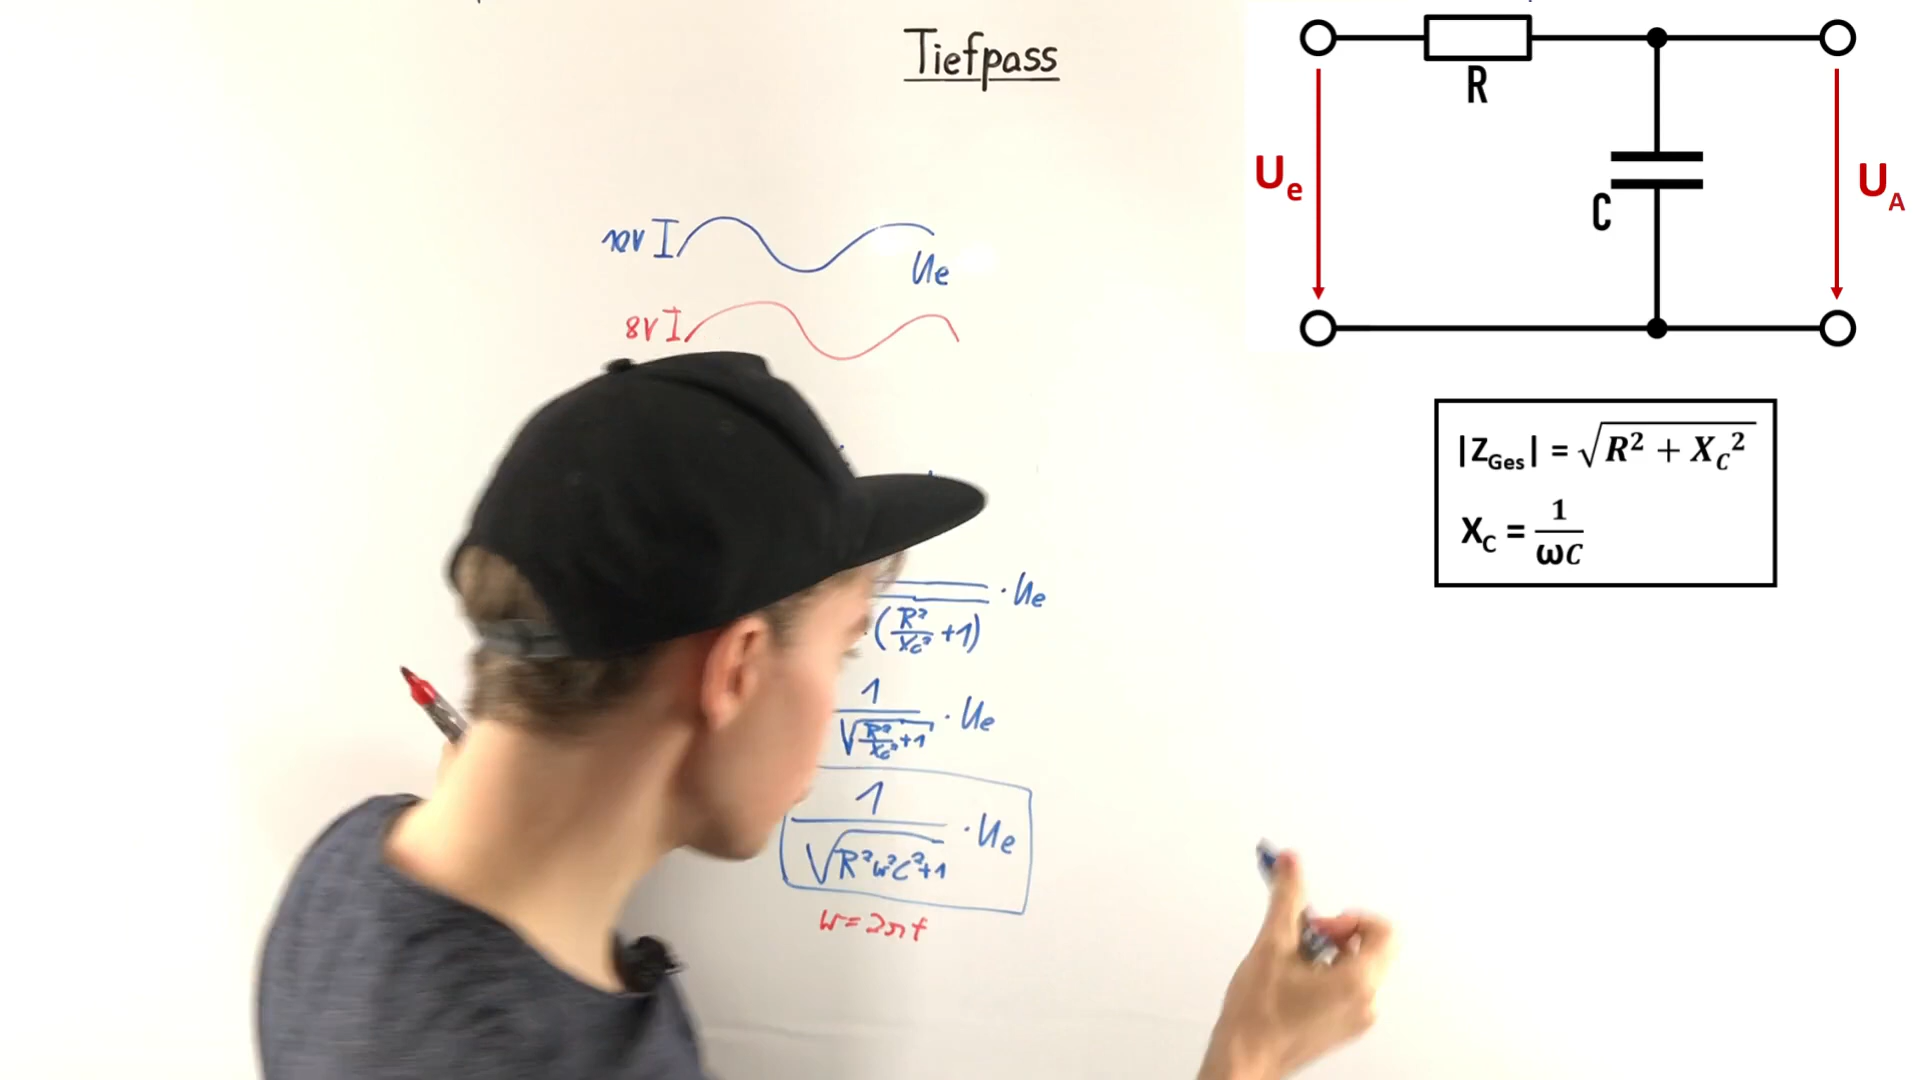 Tiefpass
10V
Ue
8V
· Ue
· (R²/Xc² + 1)
1/√(R²/Xc² + 1) · Ue
1/√(R²w²C² + 1) · Ue
w = 2πf
R
C
Ue
UA
|ZGes| = √(R² + XC²)
XC = 1/ωC